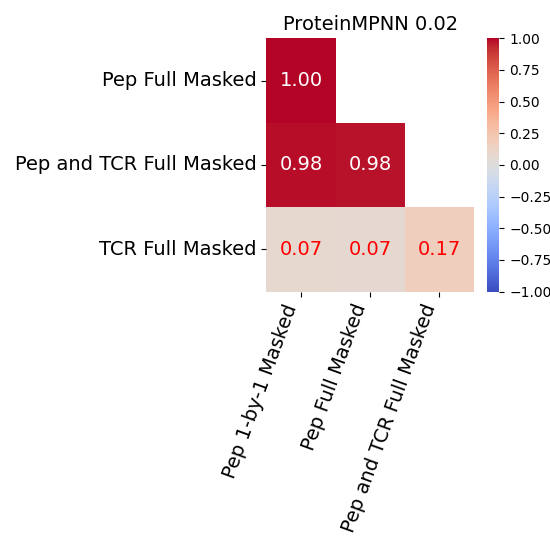 ProteinMPNN 0.02
Pep Full Masked
1.00
Pep and TCR Full Masked
0.98 0.98
TCR Full Masked
0.07 0.07 0.17
Pep 1-by-1 Masked
Pep Full Masked
Pep and TCR Full Masked
1.00
0.75
0.50
0.25
0.00
−0.25
−0.50
−0.75
−1.00